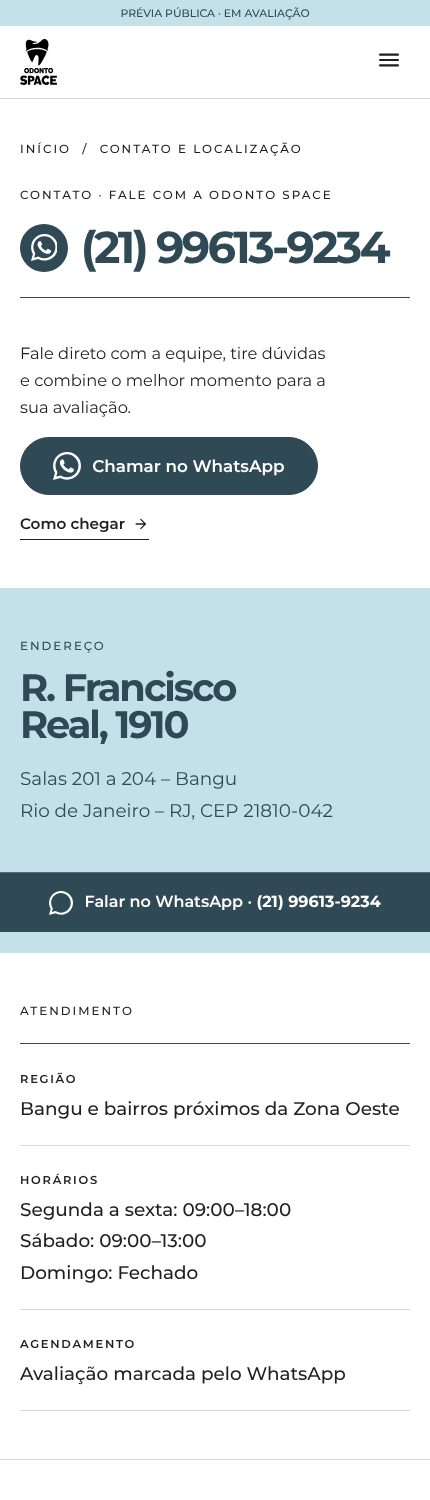 PRÉVIA PÚBLICA · EM AVALIAÇÃO
ODONTO
SPACE
INÍCIO / CONTATO E LOCALIZAÇÃO
CONTATO · FALE COM A ODONTO SPACE
(21) 99613-9234
Fale direto com a equipe, tire dúvidas
e combine o melhor momento para a
sua avaliação.
Chamar no WhatsApp
Como chegar →
ENDEREÇO
R. Francisco
Real, 1910
Salas 201 a 204 – Bangu
Rio de Janeiro – RJ, CEP 21810-042
Falar no WhatsApp · (21) 99613-9234
ATENDIMENTO
REGIÃO
Bangu e bairros próximos da Zona Oeste
HORÁRIOS
Segunda a sexta: 09:00–18:00
Sábado: 09:00–13:00
Domingo: Fechado
AGENDAMENTO
Avaliação marcada pelo WhatsApp